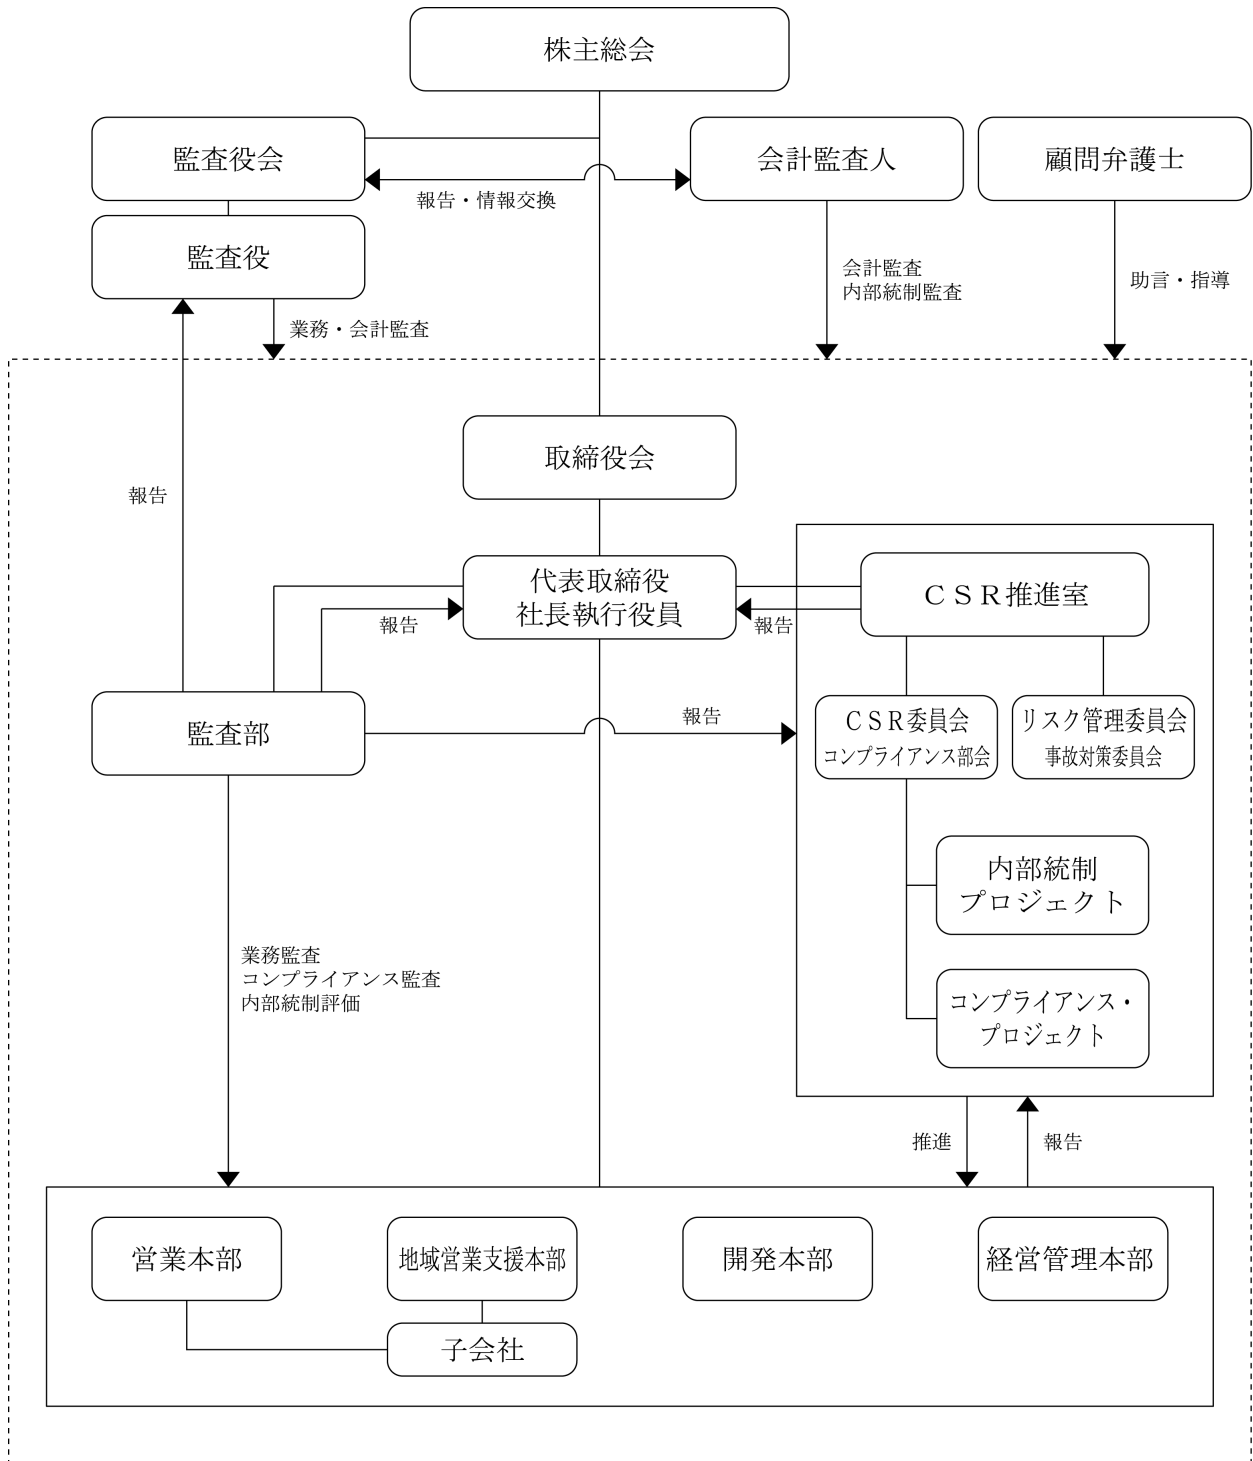 株主総会
監査役会
会計監査人
顧問弁護士
報告・情報交換
監査役
会計監査
内部統制監査
助言・指導
業務・会計監査
取締役会
報告
代表取締役
社長執行役員
ＣＳＲ推進室
報告
報告
監査部
報告
ＣＳＲ委員会
コンプライアンス部会
リスク管理委員会
事故対策委員会
内部統制
プロジェクト
業務監査
コンプライアンス監査
内部統制評価
コンプライアンス・
プロジェクト
推進
報告
営業本部
地域営業支援本部
開発本部
経営管理本部
子会社